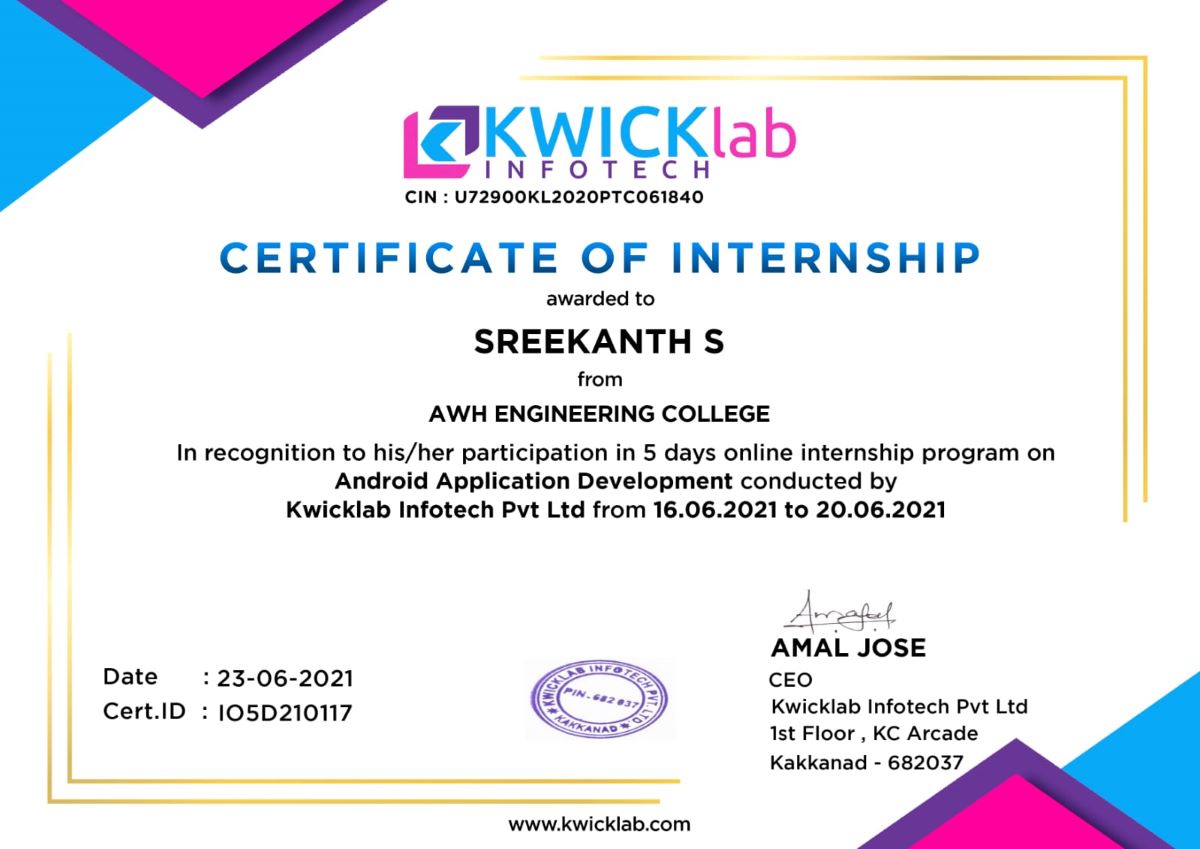 KWICKlab
INFOTECH
CIN : U72900KL2020PTC061840
CERTIFICATE OF INTERNSHIP
awarded to
SREEKANTH S
from
AWH ENGINEERING COLLEGE
In recognition to his/her participation in 5 days online internship program on
Android Application Development conducted by
Kwicklab Infotech Pvt Ltd from 16.06.2021 to 20.06.2021
Date : 23-06-2021
Cert.ID : IO5D210117
KWICKLAB INFOTECH PVT. LTD
PIN-682 037
KAKKANAD
Amalal
AMAL JOSE
CEO
Kwicklab Infotech Pvt Ltd
1st Floor , KC Arcade
Kakkanad - 682037
www.kwicklab.com